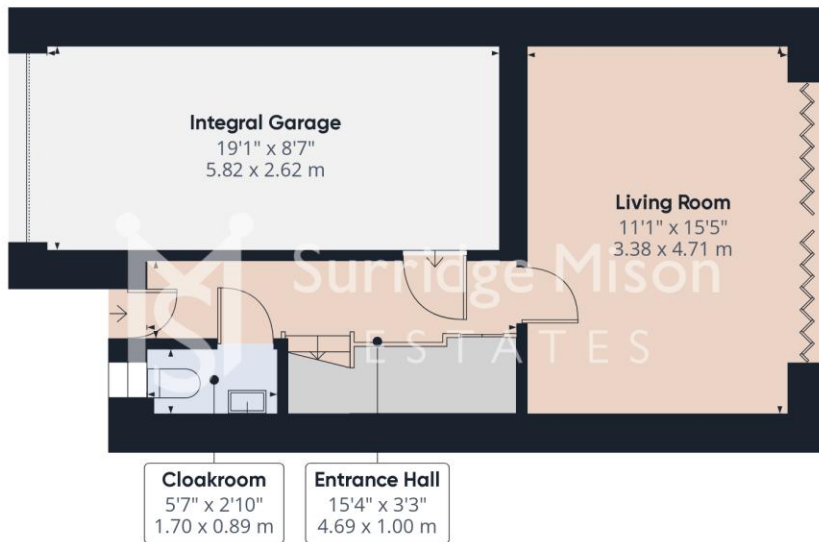 Integral Garage
19'1" x 8'7"
5.82 x 2.62 m
Living Room
11'1" x 15'5"
3.38 x 4.71 m
Surridge Mison
ESTATES
Cloakroom
5'7" x 2'10"
1.70 x 0.89 m
Entrance Hall
15'4" x 3'3"
4.69 x 1.00 m